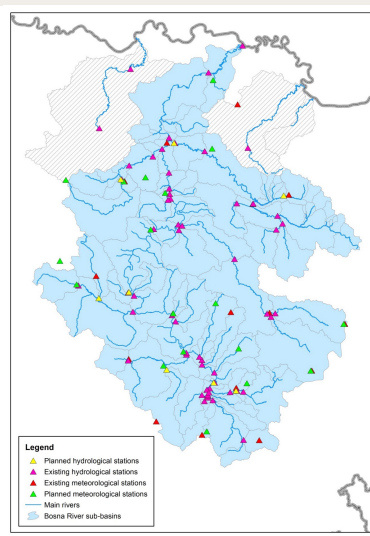 Legend
Planned hydrological stations
Existing hydrological stations
Existing meteorological stations
Planned meteorological stations
Main rivers
Bosna River sub-basins